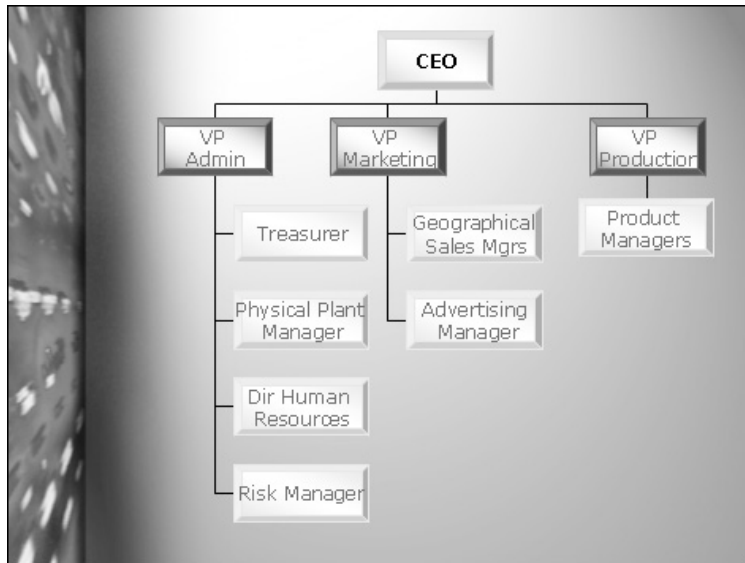 CEO
VP
Admin
VP
Marketing
VP
Production
Treasurer
Geographical
Sales Mgrs
Product
Managers
Physical Plant
Manager
Advertising
Manager
Dir Human
Resources
Risk Manager